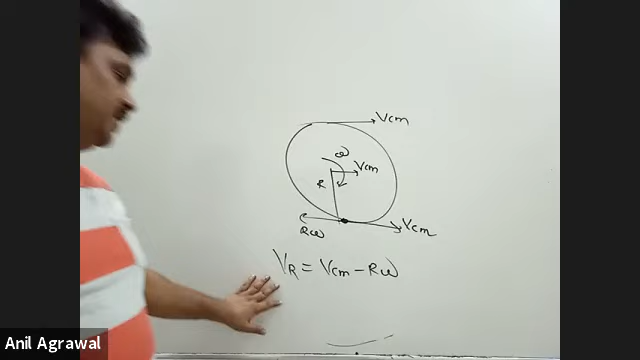 Vcm
ω
Vcm
R
Rω
Vcm
VR = Vcm - Rω
Anil Agrawal